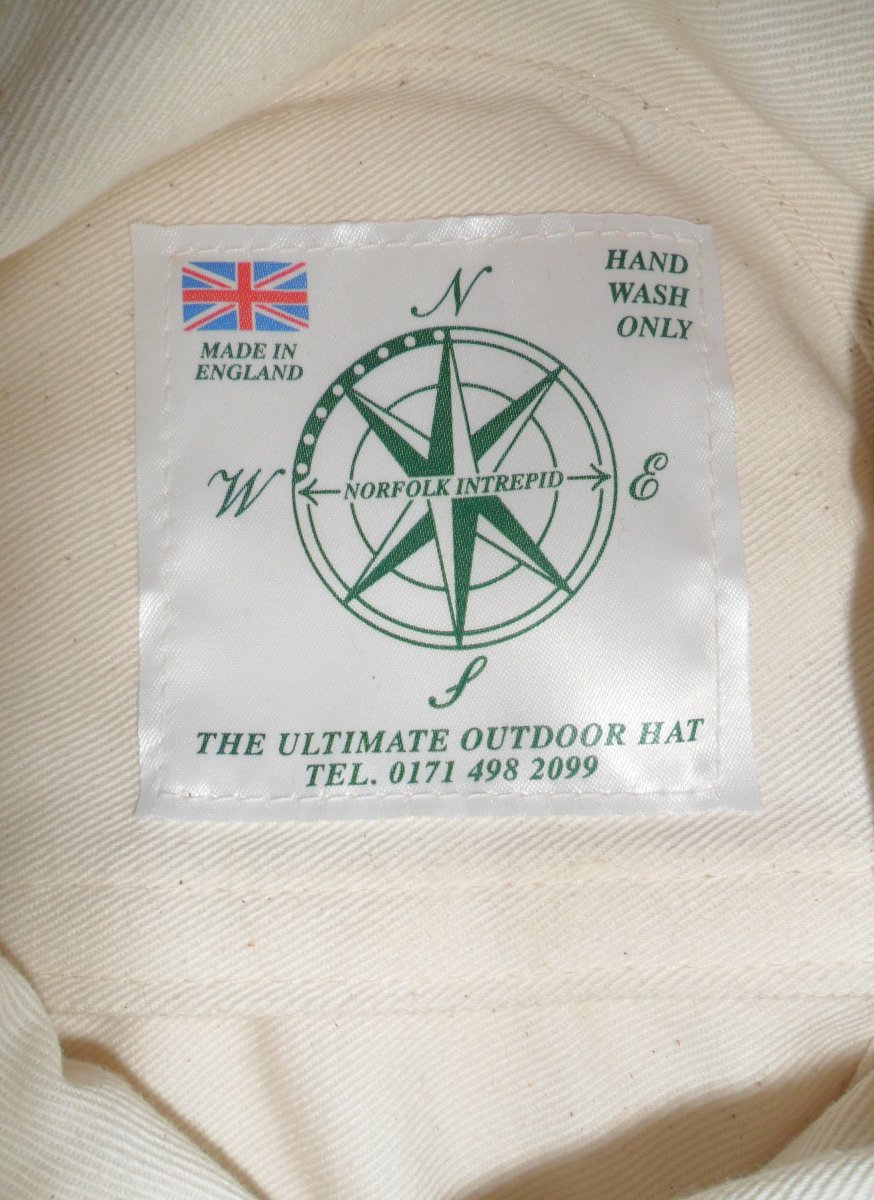 MADE IN
ENGLAND
HAND
WASH
ONLY
N
W
NORFOLK INTREPID
E
S
THE ULTIMATE OUTDOOR HAT
TEL. 0171 498 2099